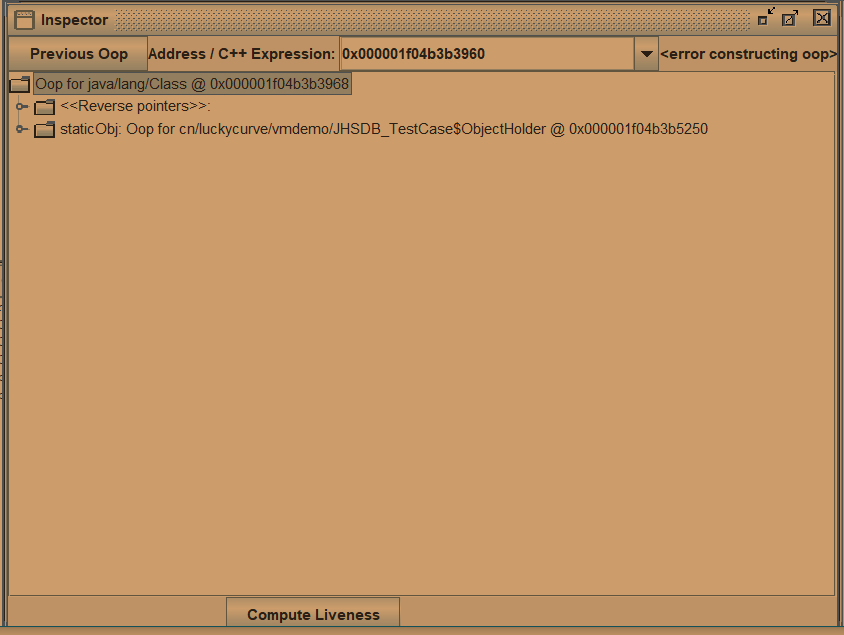 Inspector
Previous Oop Address / C++ Expression: 0x000001f04b3b3960 <error constructing oop>
Oop for java/lang/Class @ 0x000001f04b3b3968
<<Reverse pointers>>:
staticObj: Oop for cn/luckycurve/vmdemo/JHSDB_TestCase$ObjectHolder @ 0x000001f04b3b5250
Compute Liveness